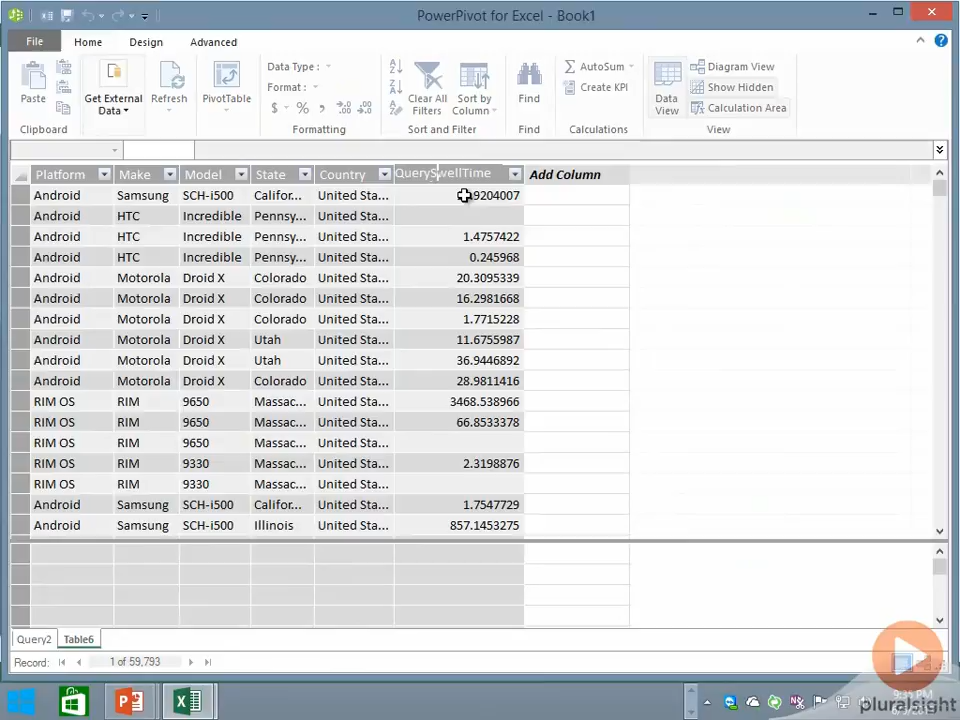 PowerPivot for Excel - Book1
File
Home
Design
Advanced
Paste
Clipboard
Get External
Data
Refresh
PivotTable
Data Type :
Format :
$
%
Formatting
Clear All
Filters
Sort by
Column
Sort and Filter
Find
Find
AutoSum
Create KPI
Calculations
Data
View
Diagram View
Show Hidden
Calculation Area
View
Platform Make Model State Country QuerySwellTime Add Column
Android Samsung SCH-i500 Califor... United Sta... 9204007
Android HTC Incredible Pennsy... United Sta...
Android HTC Incredible Pennsy... United Sta... 1.4757422
Android HTC Incredible Pennsy... United Sta... 0.245968
Android Motorola Droid X Colorado United Sta... 20.3095339
Android Motorola Droid X Colorado United Sta... 16.2981668
Android Motorola Droid X Colorado United Sta... 1.7715228
Android Motorola Droid X Utah United Sta... 11.6755987
Android Motorola Droid X Utah United Sta... 36.9446892
Android Motorola Droid X Colorado United Sta... 28.9811416
RIM OS RIM 9650 Massac... United Sta... 3468.538966
RIM OS RIM 9650 Massac... United Sta... 66.8533378
RIM OS RIM 9650 Massac... United Sta...
RIM OS RIM 9330 Massac... United Sta... 2.3198876
RIM OS RIM 9330 Massac... United Sta...
Android Samsung SCH-i500 Califor... United Sta... 1.7547729
Android Samsung SCH-i500 Illinois United Sta... 857.1453275
Query2 Table6
Record: 1 of 59,793
pluralsight